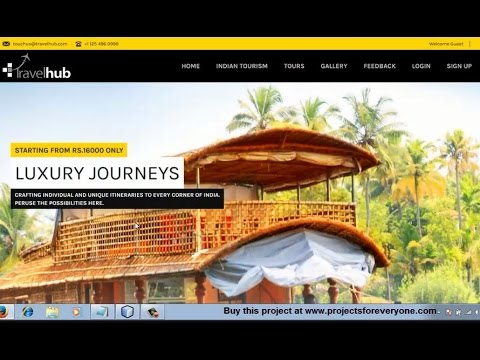 touchus@travelhub.com +1 125 496 0999 Welcome Guest
travelhub
HOME INDIAN TOURISM TOURS GALLERY FEEDBACK LOGIN SIGN UP
STARTING FROM RS.16000 ONLY
LUXURY JOURNEYS
CRAFTING INDIVIDUAL AND UNIQUE ITINERARIES TO EVERY CORNER OF INDIA.
PERUSE THE POSSIBILITIES HERE.
Buy this project at www.projectsforeveryone.com